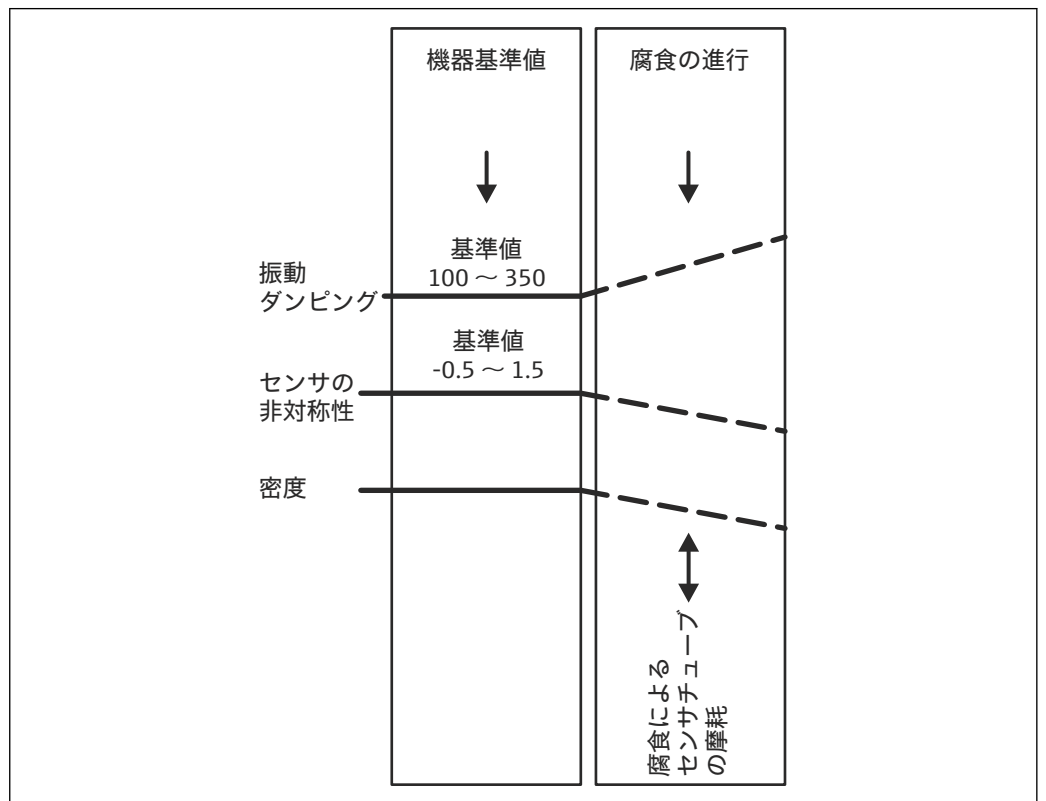 機器基準値
腐食の進行
基準値
100 ～ 350
振動
ダンピング
基準値
-0.5 ～ 1.5
センサの
非対称性
密度
腐食による
センサチューブ
の摩耗